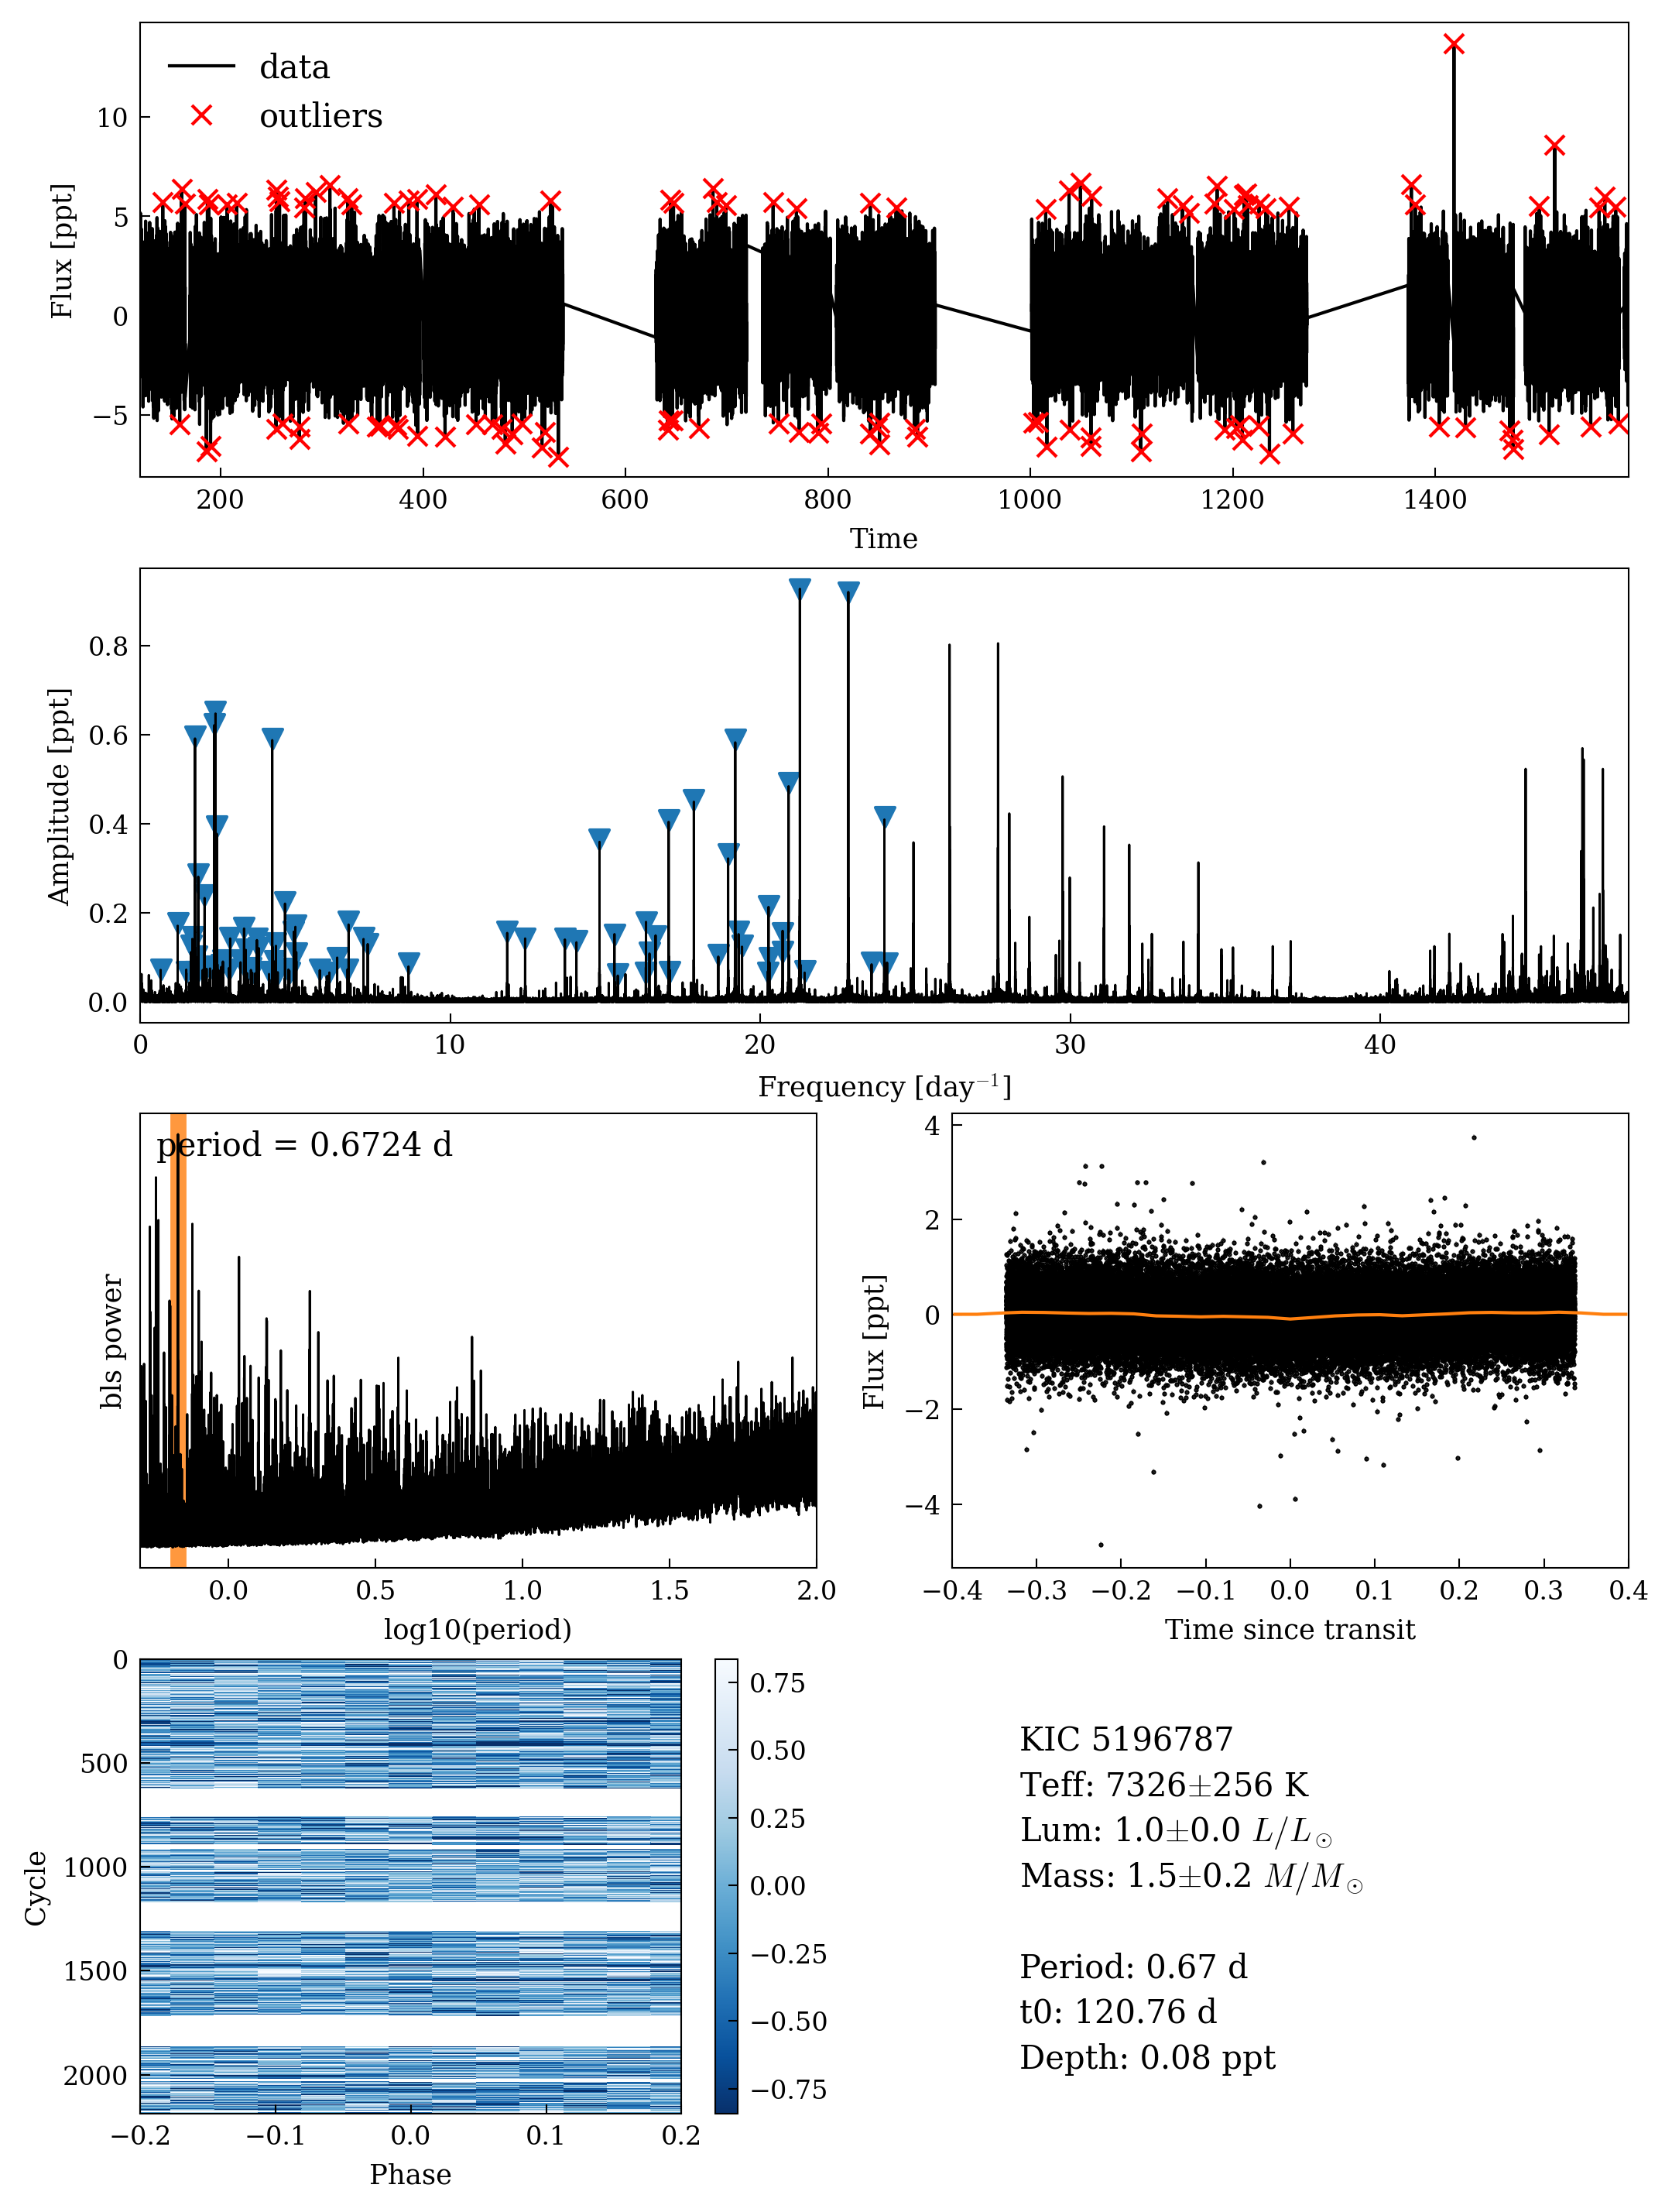 data
outliers
10
5
0
−5
Flux [ppt]
200 400 600 800 1000 1200 1400
Time
0.8
0.6
0.4
0.2
0.0
Amplitude [ppt]
0 10 20 30 40
Frequency [day⁻¹]
period = 0.6724 d
bls power
0.0 0.5 1.0 1.5 2.0
log10(period)
4
2
0
−2
−4
Flux [ppt]
−0.4 −0.3 −0.2 −0.1 0.0 0.1 0.2 0.3 0.4
Time since transit
0
500
1000
1500
2000
Cycle
−0.2 −0.1 0.0 0.1 0.2
Phase
0.75
0.50
0.25
0.00
−0.25
−0.50
−0.75
KIC 5196787
Teff: 7326±256 K
Lum: 1.0±0.0 L/L⊙
Mass: 1.5±0.2 M/M⊙
Period: 0.67 d
t0: 120.76 d
Depth: 0.08 ppt